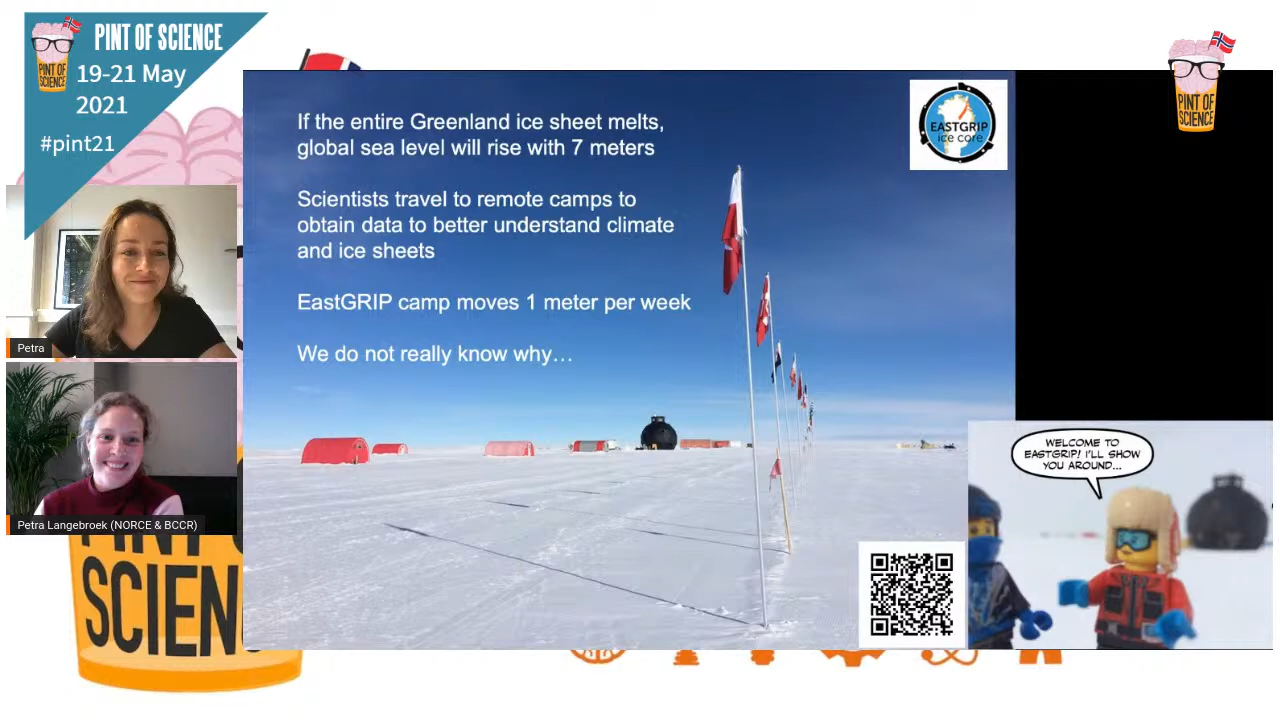 PINT OF SCIENCE
19-21 May
2021
#pint21
PINT OF
SCIENCE
PINT OF
SCIENCE
If the entire Greenland ice sheet melts,
global sea level will rise with 7 meters
Scientists travel to remote camps to
obtain data to better understand climate
and ice sheets
EastGRIP camp moves 1 meter per week
We do not really know why…
EASTGRIP
ice core
WELCOME TO
EASTGRIP! I'LL SHOW
YOU AROUND...
Petra
Petra Langebroek (NORCE & BCCR)